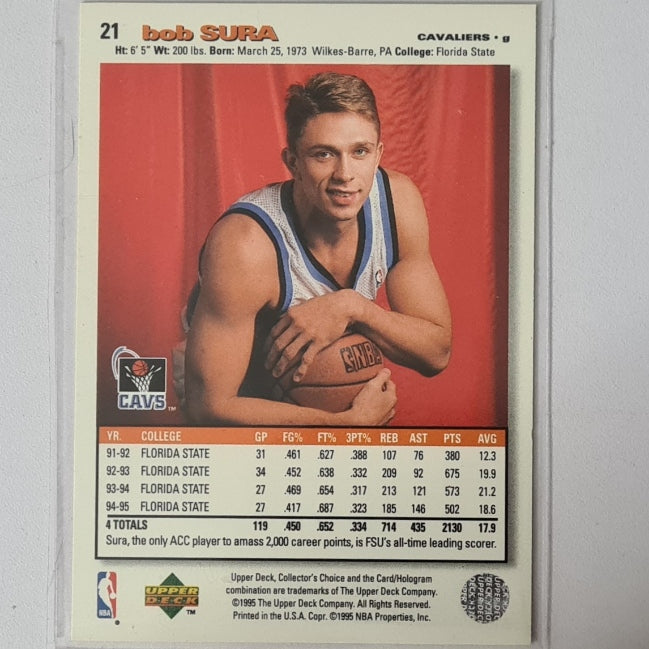 21 bob SURA CAVALIERS • g
Ht: 6' 5" Wt: 200 lbs. Born: March 25, 1973 Wilkes-Barre, PA College: Florida State
NBA
CAVS ™
YR. COLLEGE GP FG% FT% 3PT% REB AST PTS AVG
91-92 FLORIDA STATE 31 .461 .627 .388 107 76 380 12.3
92-93 FLORIDA STATE 34 .452 .638 .332 209 92 675 19.9
93-94 FLORIDA STATE 27 .469 .654 .317 213 121 573 21.2
94-95 FLORIDA STATE 27 .417 .687 .323 185 146 502 18.6
4 TOTALS 119 .450 .652 .334 714 435 2130 17.9
Sura, the only ACC player to amass 2,000 career points, is FSU's all-time leading scorer.
NBA
UPPER
DECK ™
Upper Deck, Collector's Choice and the Card/Hologram
combination are trademarks of The Upper Deck Company.
©1995 The Upper Deck Company. All Rights Reserved.
Printed in the U.S.A. Copr. ©1995 NBA Properties, Inc.